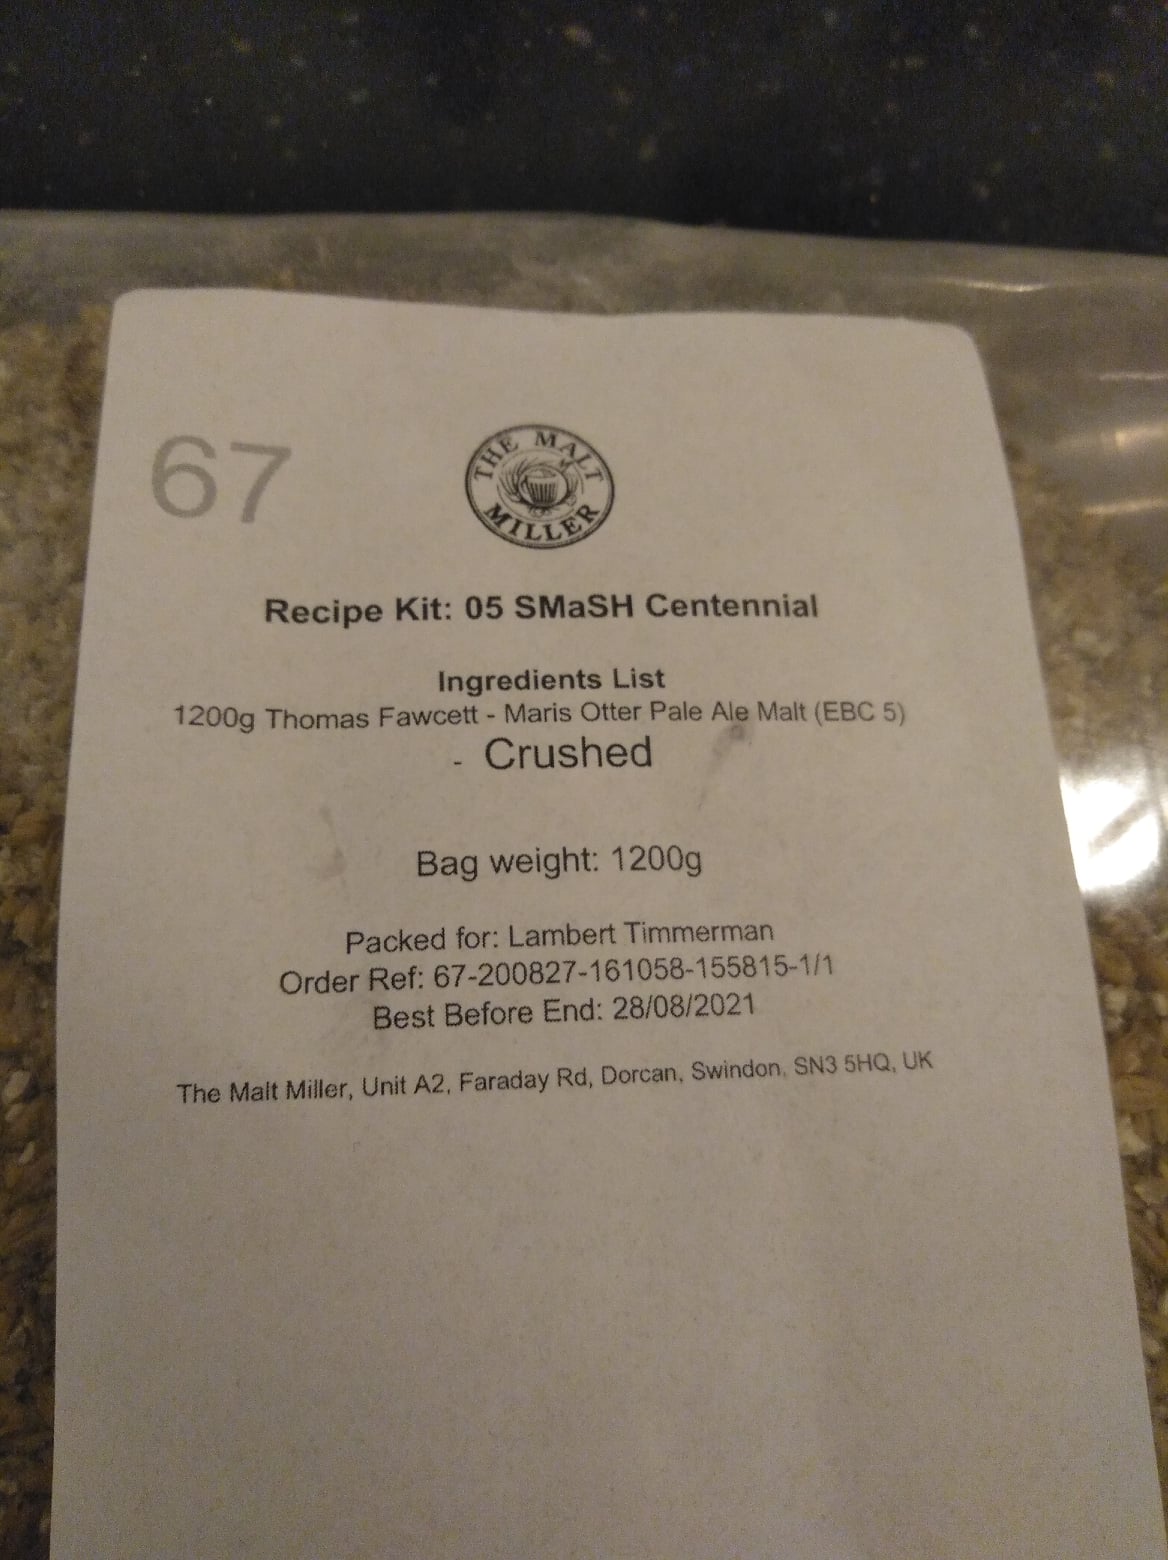 67
THE MALT
MILLER
Recipe Kit: 05 SMaSH Centennial
Ingredients List
1200g Thomas Fawcett - Maris Otter Pale Ale Malt (EBC 5)
- Crushed
Bag weight: 1200g
Packed for: Lambert Timmerman
Order Ref: 67-200827-161058-155815-1/1
Best Before End: 28/08/2021
The Malt Miller, Unit A2, Faraday Rd, Dorcan, Swindon, SN3 5HQ, UK